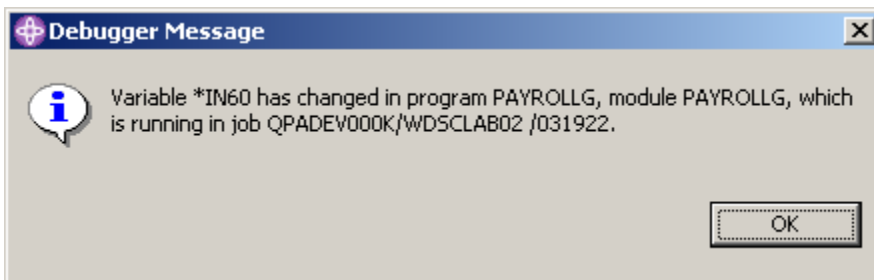 Debugger Message
Variable *IN60 has changed in program PAYROLLG, module PAYROLLG, which
is running in job QPADEV000K/WDSCLAB02 /031922.
OK